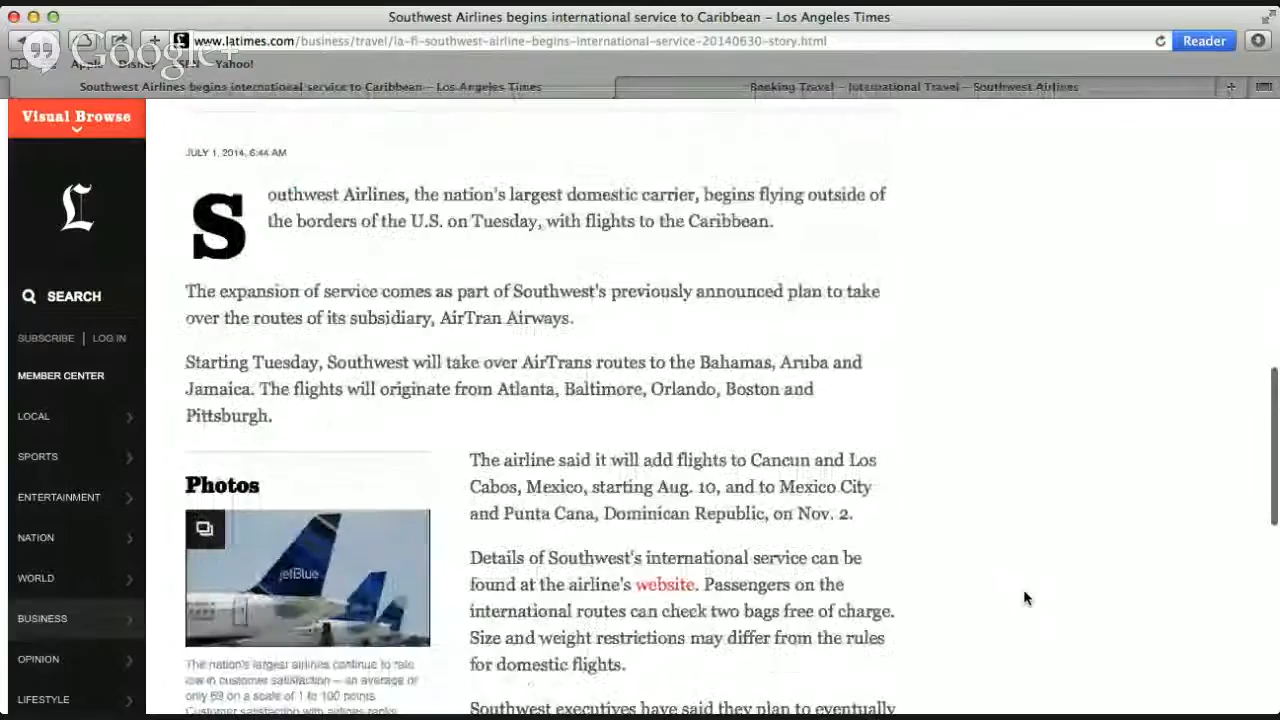 Southwest Airlines begins international service to Caribbean – Los Angeles Times
www.latimes.com/business/travel/la-fi-southwest-airline-begins-international-service-20140630-story.html
Reader
Google+
Apple Disney ESPN Yahoo!
Southwest Airlines begins international service to Caribbean – Los Angeles Times
Booking Travel – International Travel – Southwest Airlines
Visual Browse
L
SEARCH
SUBSCRIBE | LOG IN
MEMBER CENTER
LOCAL
SPORTS
ENTERTAINMENT
NATION
WORLD
BUSINESS
OPINION
LIFESTYLE
JULY 1, 2014, 6:44 AM
Southwest Airlines, the nation's largest domestic carrier, begins flying outside of
the borders of the U.S. on Tuesday, with flights to the Caribbean.
The expansion of service comes as part of Southwest's previously announced plan to take
over the routes of its subsidiary, AirTran Airways.
Starting Tuesday, Southwest will take over AirTrans routes to the Bahamas, Aruba and
Jamaica. The flights will originate from Atlanta, Baltimore, Orlando, Boston and
Pittsburgh.
Photos
jetBlue
The nation's largest airlines continue to rate
low in customer satisfaction — an average of
only 69 on a scale of 1 to 100 points.
Customer satisfaction with airlines ranks
The airline said it will add flights to Cancun and Los
Cabos, Mexico, starting Aug. 10, and to Mexico City
and Punta Cana, Dominican Republic, on Nov. 2.
Details of Southwest's international service can be
found at the airline's website. Passengers on the
international routes can check two bags free of charge.
Size and weight restrictions may differ from the rules
for domestic flights.
Southwest executives have said they plan to eventually